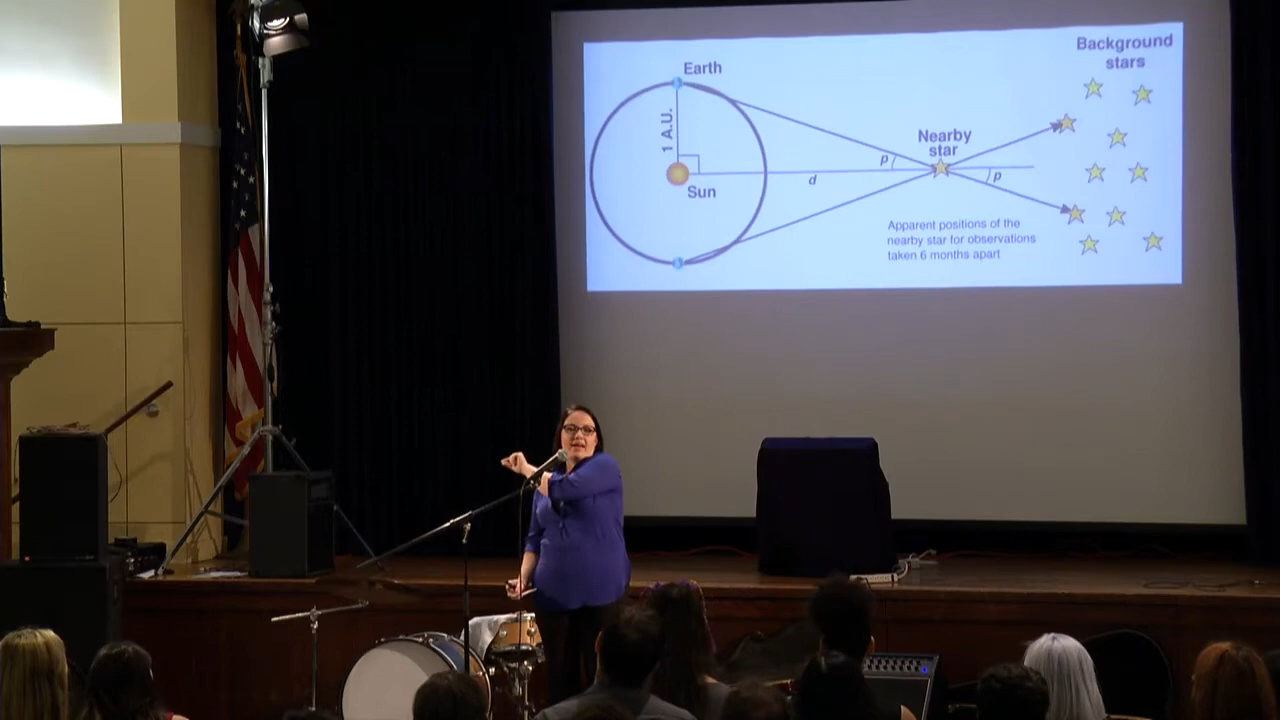 Background
stars
Earth
1 A.U.
Nearby
star
p
p
d
Sun
Apparent positions of the
nearby star for observations
taken 6 months apart